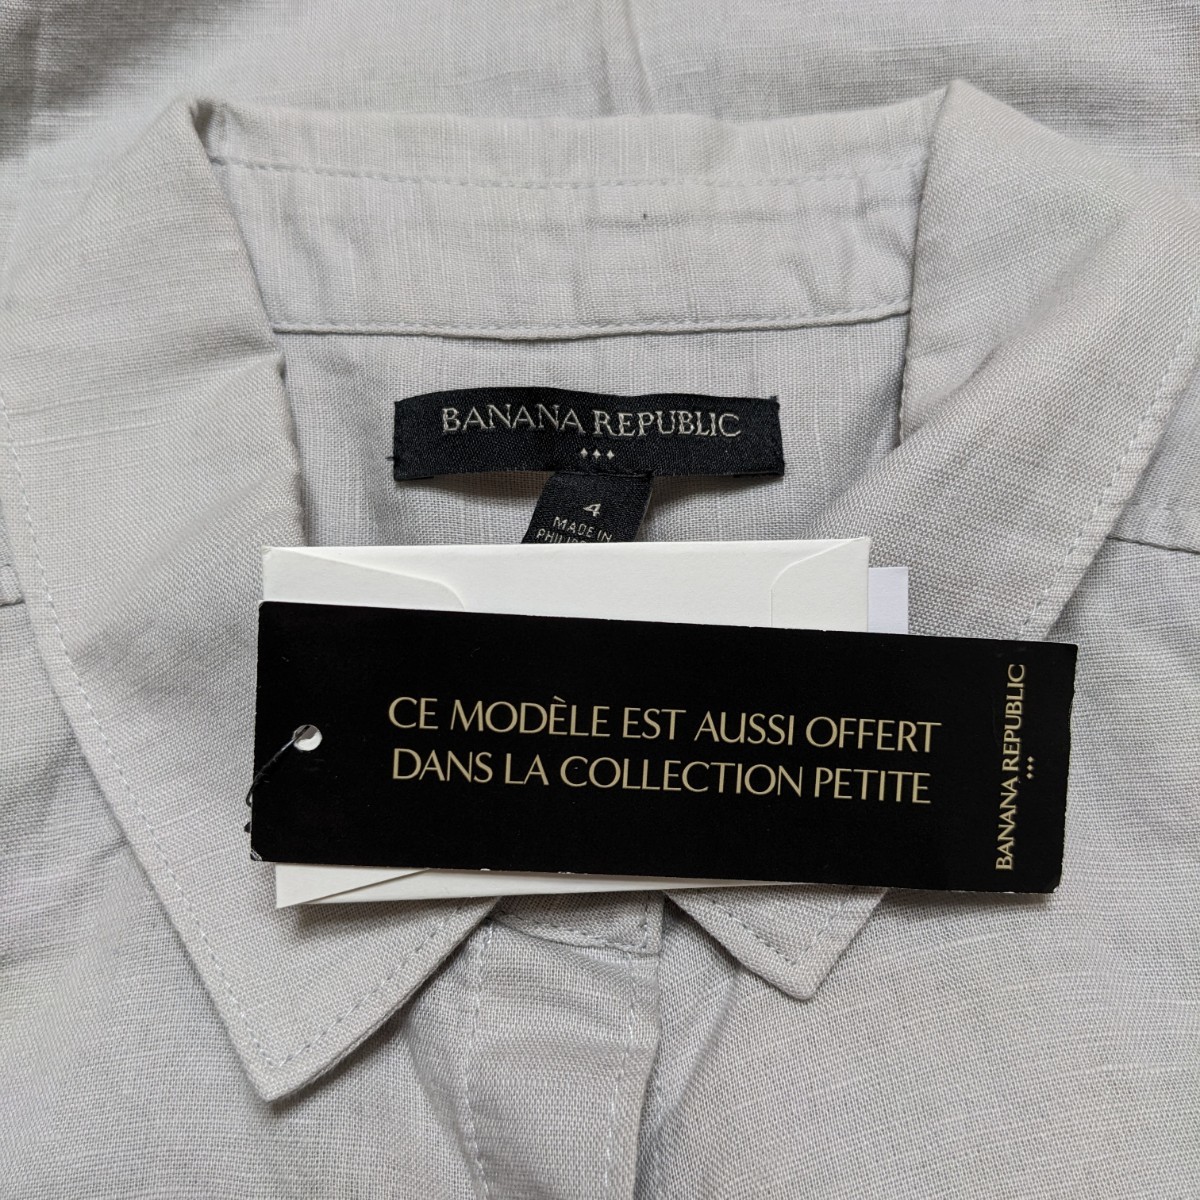 BANANA REPUBLIC
4
MADE IN
CE MODÈLE EST AUSSI OFFERT
DANS LA COLLECTION PETITE
BANANA REPUBLIC